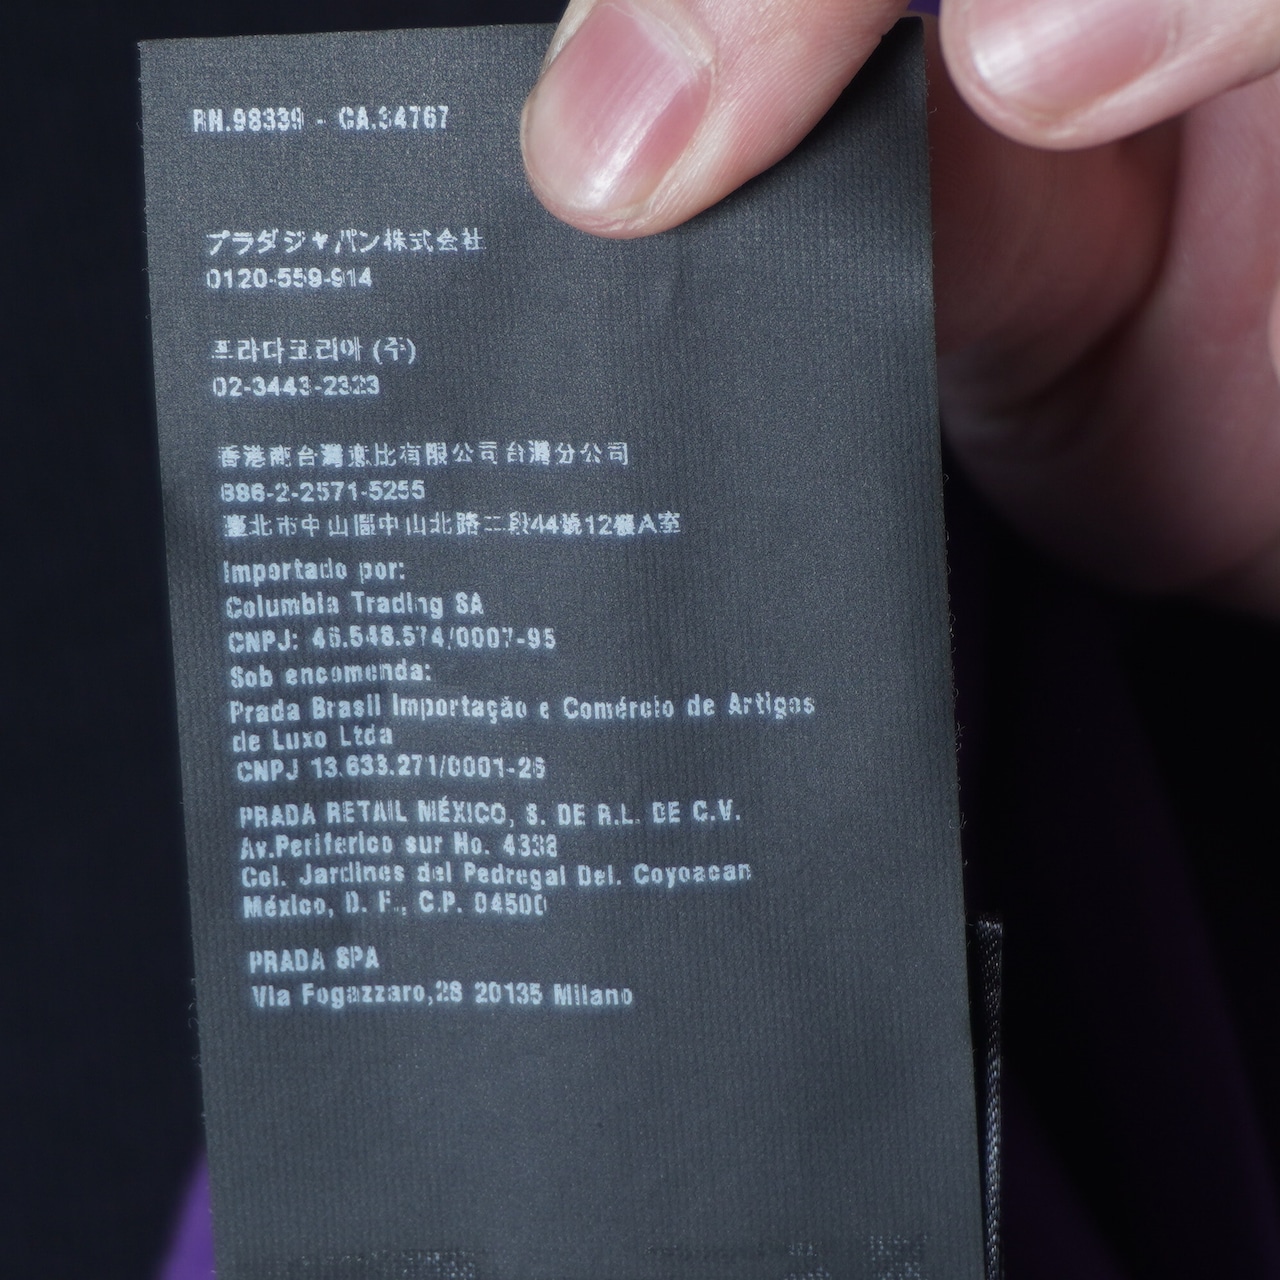 RN.98339 - CA.34767
プラダジャパン株式会社
0120-559-914
프라다코리아 (주)
02-3443-2323
香港商台灣戀比有限公司台灣分公司
886-2-2571-5255
臺北市中山區中山北路二段44號12樓A室
Importado por:
Columbia Trading SA
CNPJ: 46.548.574/0007-95
Sob encomenda:
Prada Brasil Importação e Comércio de Artigos
de Luxo Ltda
CNPJ 13.633.271/0001-26
PRADA RETAIL MÉXICO, S. DE R.L. DE C.V.
Av.Periferico sur No. 4338
Col. Jardines del Pedregal Del. Coyoacan
México, D. F., C.P. 04500
PRADA SPA
Via Fogazzaro,28 20135 Milano